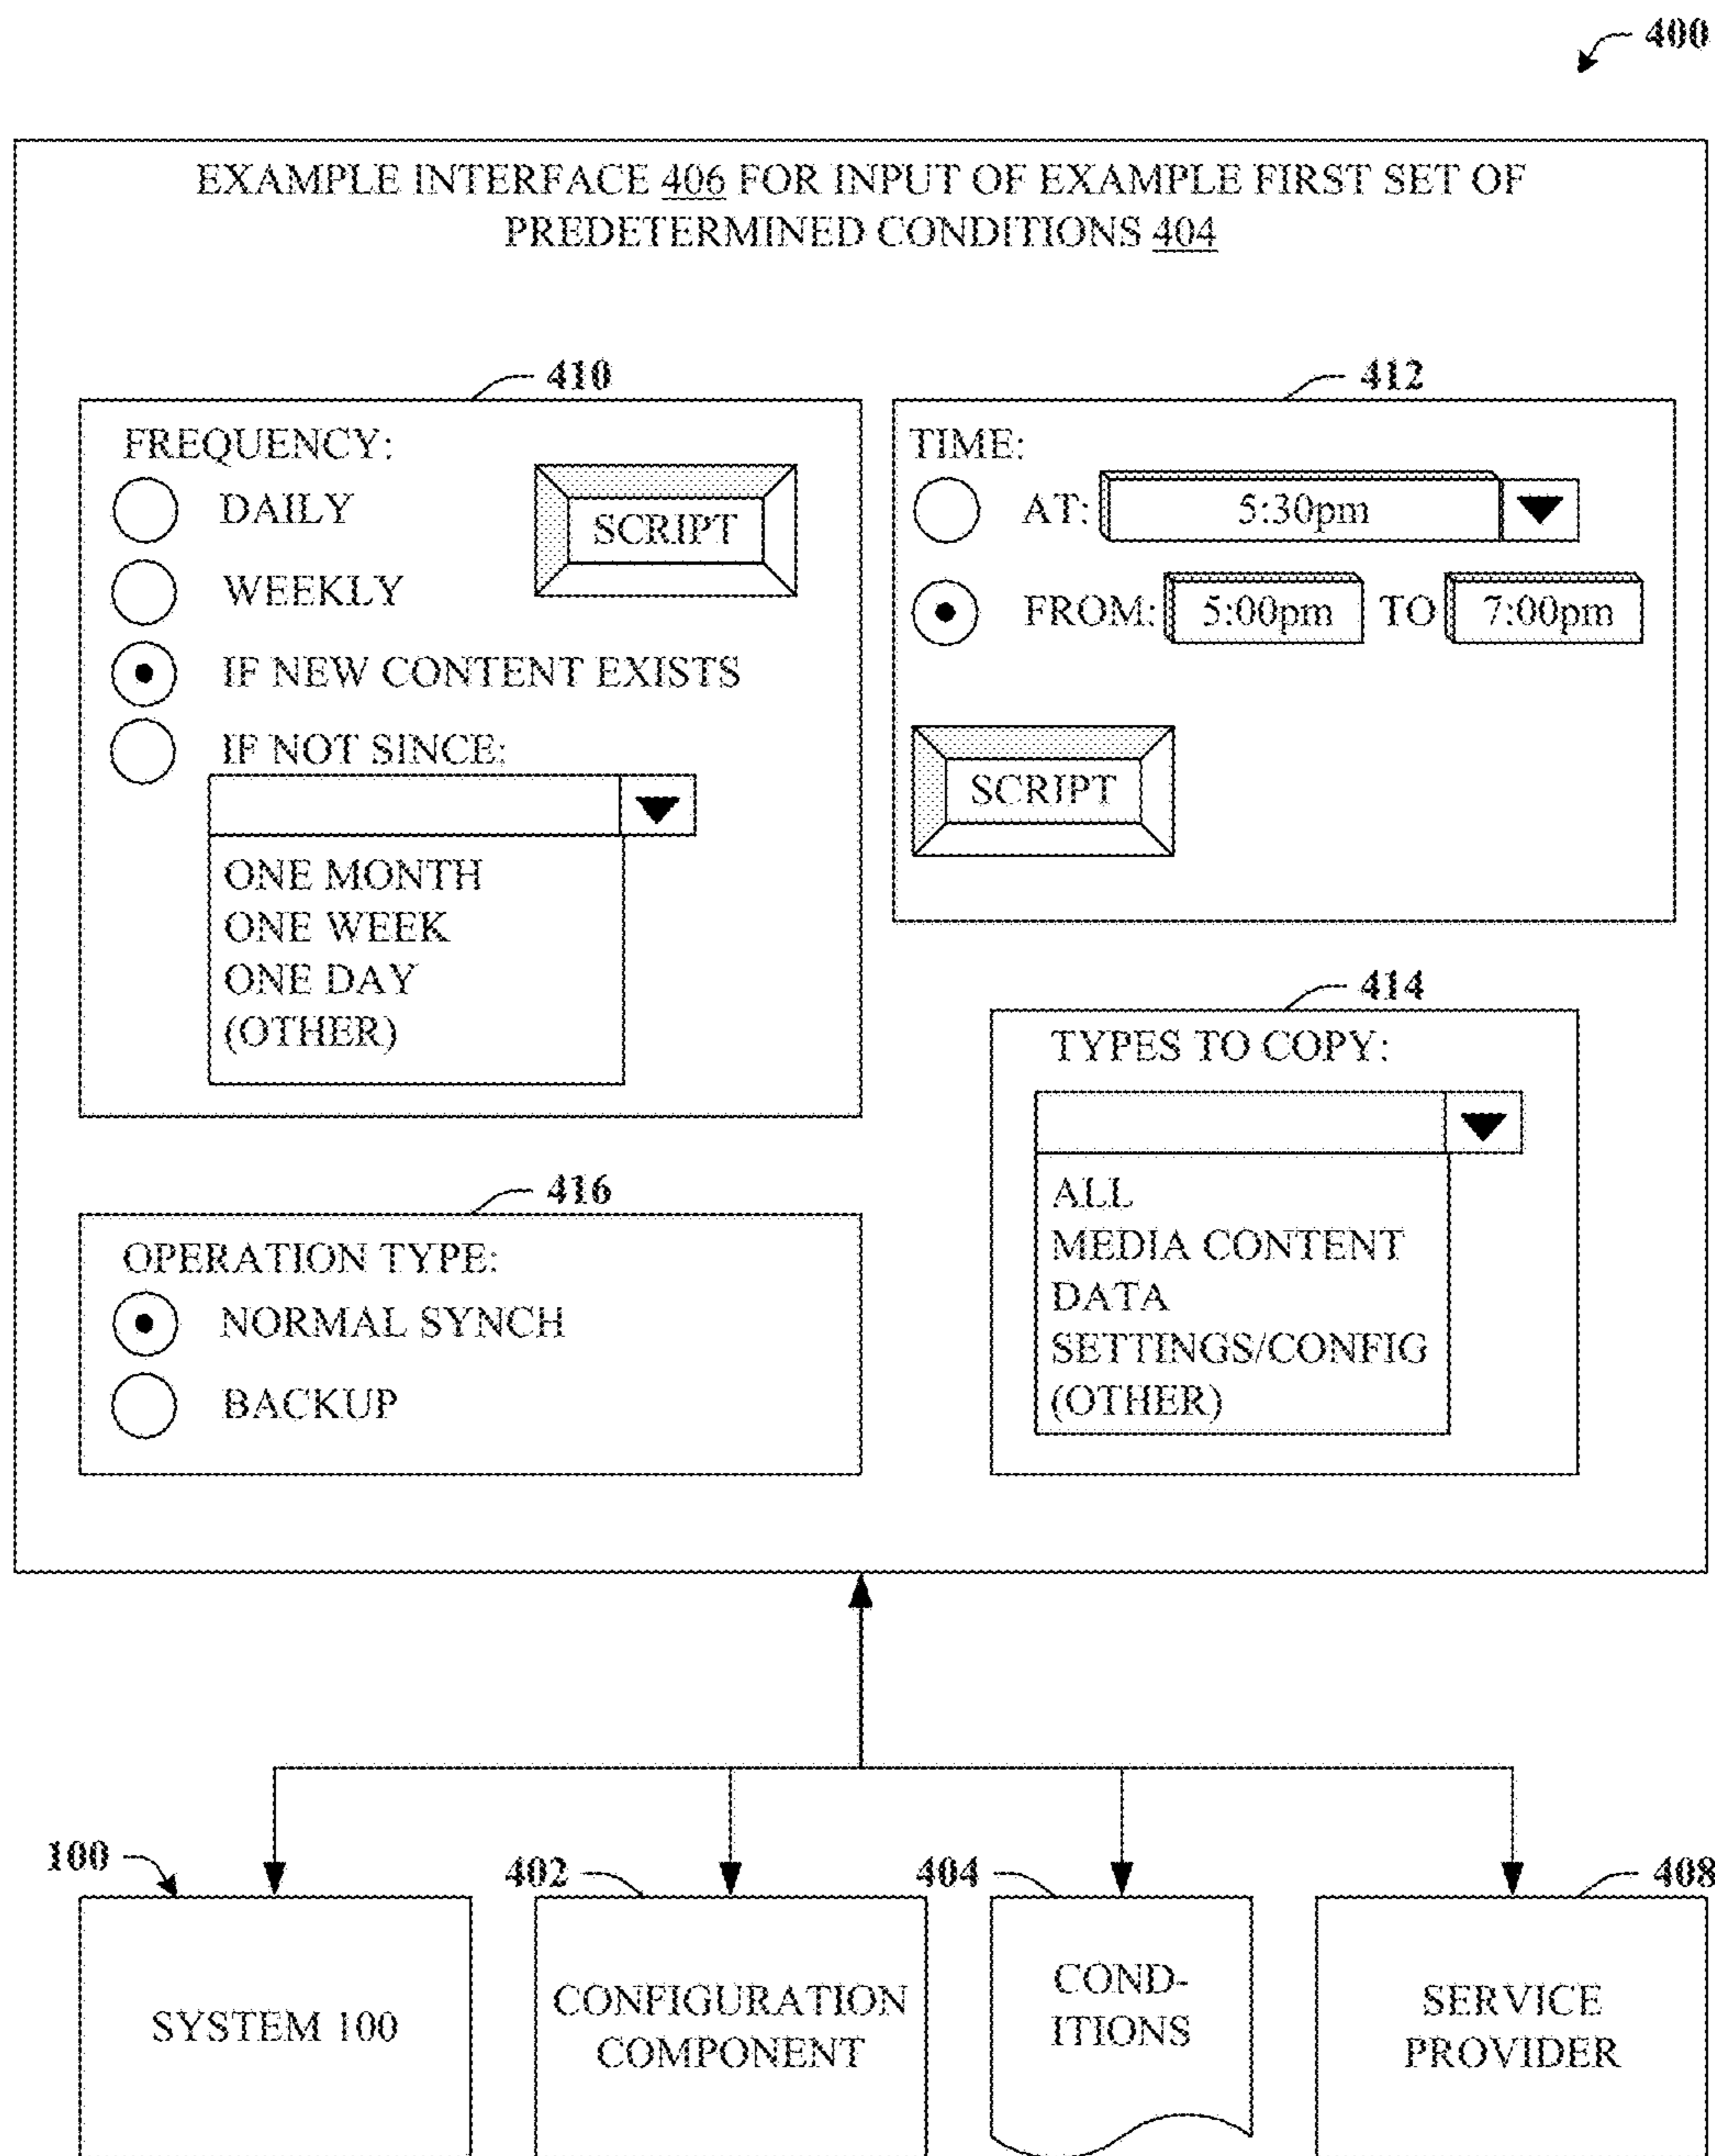 400
EXAMPLE INTERFACE 406 FOR INPUT OF EXAMPLE FIRST SET OF
PREDETERMINED CONDITIONS 404
410
FREQUENCY:
DAILY
SCRIPT
WEEKLY
IF NEW CONTENT EXISTS
IF NOT SINCE:
ONE MONTH
ONE WEEK
ONE DAY
(OTHER)
412
TIME:
AT: 5:30pm
FROM: 5:00pm TO 7:00pm
SCRIPT
414
TYPES TO COPY:
ALL
MEDIA CONTENT
DATA
SETTINGS/CONFIG
(OTHER)
416
OPERATION TYPE:
NORMAL SYNCH
BACKUP
100
SYSTEM 100
402
CONFIGURATION
COMPONENT
404
COND-
ITIONS
408
SERVICE
PROVIDER